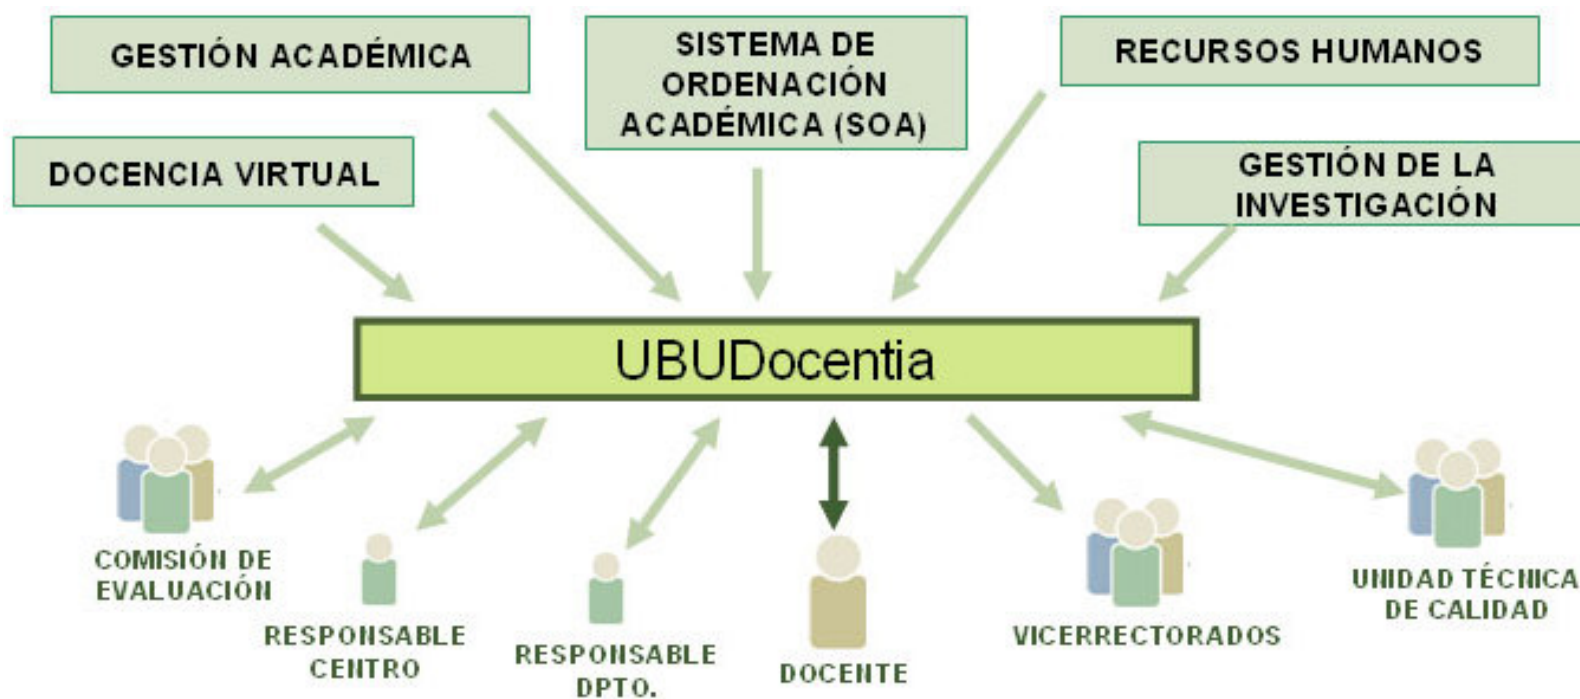 GESTIÓN ACADÉMICA
SISTEMA DE
ORDENACIÓN
ACADÉMICA (SOA)
RECURSOS HUMANOS
DOCENCIA VIRTUAL
GESTIÓN DE LA
INVESTIGACIÓN
UBUDocentia
COMISIÓN DE
EVALUACIÓN
RESPONSABLE
CENTRO
RESPONSABLE
DPTO.
DOCENTE
VICERRECTORADOS
UNIDAD TÉCNICA
DE CALIDAD